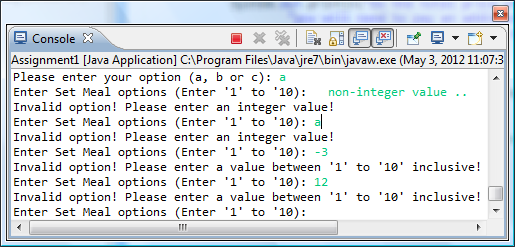 Console
Assignment1 [Java Application] C:\Program Files\Java\jre7\bin\javaw.exe (May 3, 2012 11:07:3
Please enter your option (a, b or c): a
Enter Set Meal options (Enter '1' to '10):   non-integer value ..
Invalid option! Please enter an integer value!
Enter Set Meal options (Enter '1' to '10): a
Invalid option! Please enter an integer value!
Enter Set Meal options (Enter '1' to '10): -3
Invalid option! Please enter a value between '1' to '10' inclusive!
Enter Set Meal options (Enter '1' to '10): 12
Invalid option! Please enter a value between '1' to '10' inclusive!
Enter Set Meal options (Enter '1' to '10):